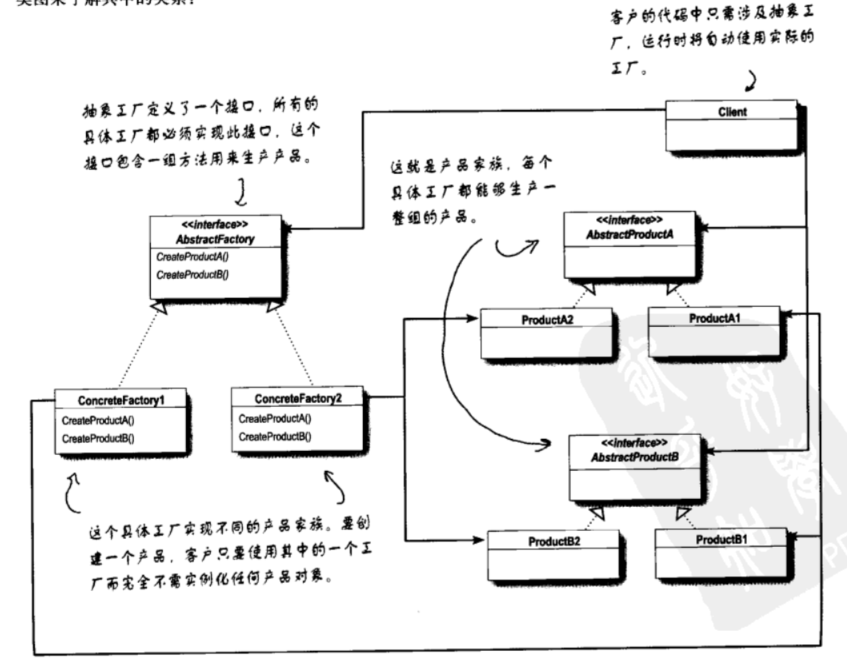 类图来了解其中的关系：
客户的代码中只需涉及抽象工
厂，运行时将自动使用实际的
工厂。
Client
抽象工厂定义了一个接口，所有的
具体工厂都必须实现此接口，这个
接口包含一组方法用来生产产品。
这就是产品家族，每个
具体工厂都能够生产一
整组的产品。
<<interface>>
AbstractFactory
CreateProductA()
CreateProductB()
<<interface>>
AbstractProductA
ProductA2
ProductA1
ConcreteFactory1
CreateProductA()
CreateProductB()
ConcreteFactory2
CreateProductA()
CreateProductB()
<<interface>>
AbstractProductB
ProductB2
ProductB1
这个具体工厂实现不同的产品家族。要创
建一个产品，客户只要使用其中的一个工
厂而完全不需实例化任何产品对象。